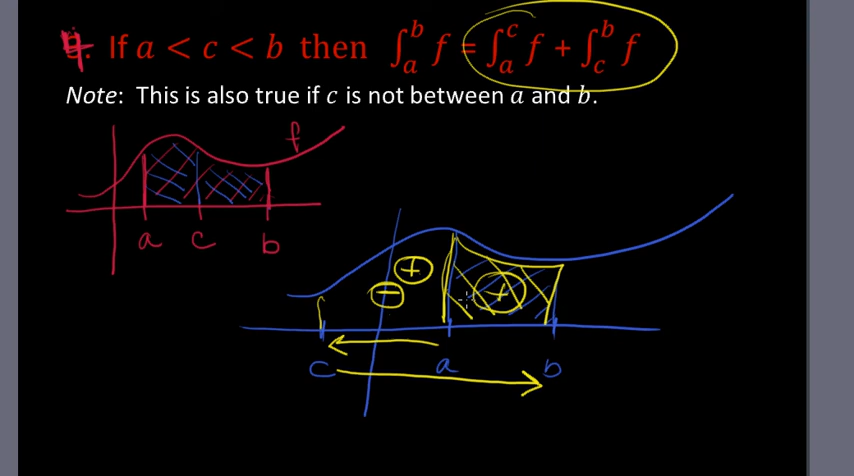 4. If a < c < b then ∫_a^b f = ∫_a^c f + ∫_c^b f
Note: This is also true if c is not between a and b.
f
a c b
+
− +
c a b